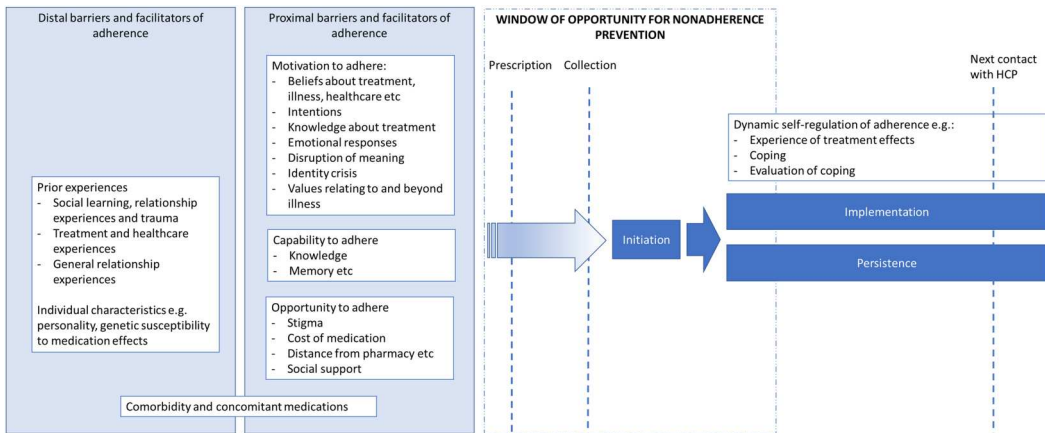 Distal barriers and facilitators of
adherence
Prior experiences
- Social learning, relationship
experiences and trauma
- Treatment and healthcare
experiences
- General relationship
experiences
Individual characteristics e.g.
personality, genetic susceptibility
to medication effects
Proximal barriers and facilitators of
adherence
Motivation to adhere:
- Beliefs about treatment,
illness, healthcare etc
- Intentions
- Knowledge about treatment
- Emotional responses
- Disruption of meaning
- Identity crisis
- Values relating to and beyond
illness
Capability to adhere
- Knowledge
- Memory etc
Opportunity to adhere
- Stigma
- Cost of medication
- Distance from pharmacy etc
- Social support
Comorbidity and concomitant medications
WINDOW OF OPPORTUNITY FOR NONADHERENCE
PREVENTION
Prescription
Collection
Initiation
Next contact
with HCP
Dynamic self-regulation of adherence e.g.:
- Experience of treatment effects
- Coping
- Evaluation of coping
Implementation
Persistence